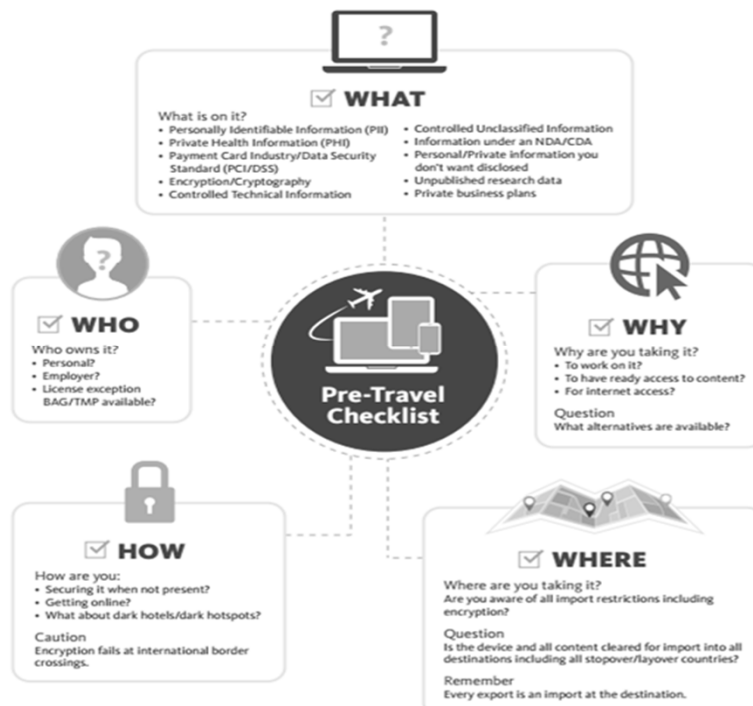 ?
WHAT
What is on it?
• Personally Identifiable Information (PII)
• Private Health Information (PHI)
• Payment Card Industry/Data Security
Standard (PCI/DSS)
• Encryption/Cryptography
• Controlled Technical Information
• Controlled Unclassified Information
• Information under an NDA/CDA
• Personal/Private information you
don't want disclosed
• Unpublished research data
• Private business plans
?
WHO
Who owns it?
• Personal?
• Employer?
• License exception
BAG/TMP available?
Pre-Travel
Checklist
WHY
Why are you taking it?
• To work on it?
• To have ready access to content?
• For internet access?
Question
What alternatives are available?
HOW
How are you:
• Securing it when not present?
• Getting online?
• What about dark hotels/dark hotspots?
Caution
Encryption fails at international border
crossings.
WHERE
Where are you taking it?
Are you aware of all import restrictions including
encryption?
Question
Is the device and all content cleared for import into all
destinations including all stopover/layover countries?
Remember
Every export is an import at the destination.